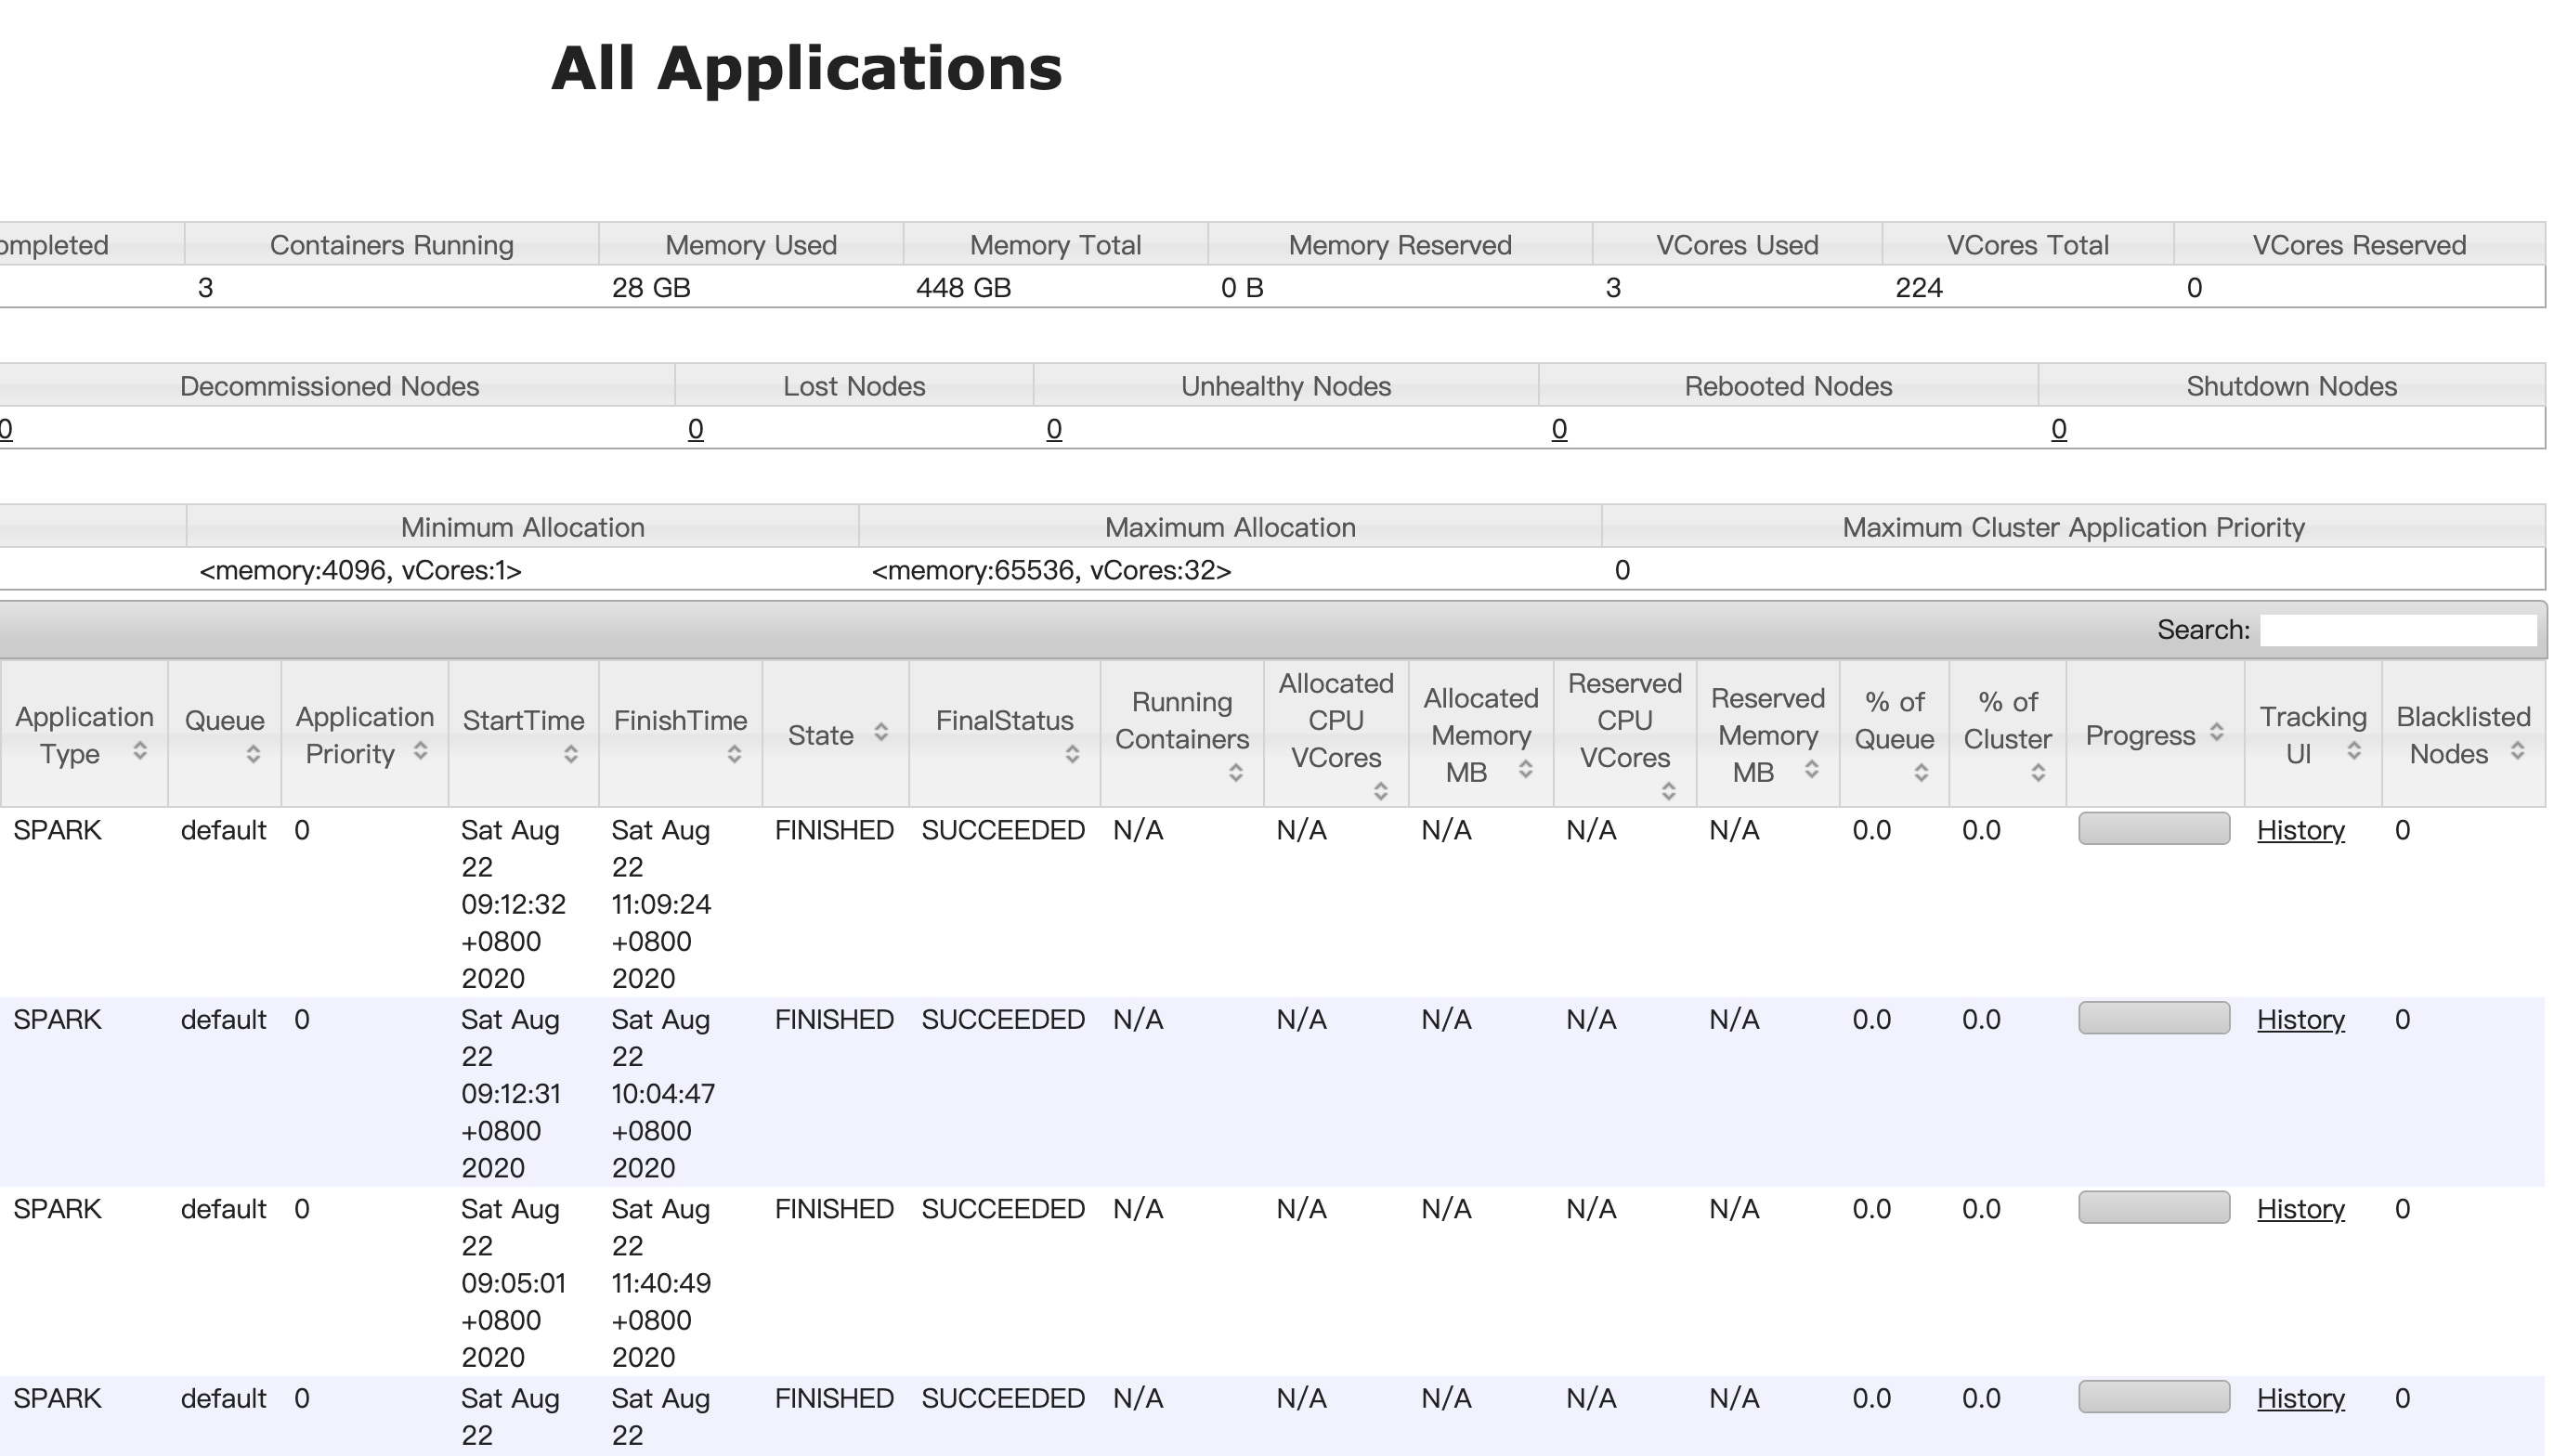 All Applications
ompleted Containers Running Memory Used Memory Total Memory Reserved VCores Used VCores Total VCores Reserved
3 28 GB 448 GB 0 B 3 224 0
Decommissioned Nodes Lost Nodes Unhealthy Nodes Rebooted Nodes Shutdown Nodes
0 0 0 0 0
Minimum Allocation Maximum Allocation Maximum Cluster Application Priority
<memory:4096, vCores:1> <memory:65536, vCores:32> 0
Search:
Application Type Queue Application Priority StartTime FinishTime State FinalStatus Running Containers Allocated CPU VCores Allocated Memory MB Reserved CPU VCores Reserved Memory MB % of Queue % of Cluster Progress Tracking UI Blacklisted Nodes
SPARK default 0 Sat Aug Sat Aug FINISHED SUCCEEDED N/A N/A N/A N/A N/A 0.0 0.0 History 0
22 22
09:12:32 11:09:24
+0800 +0800
2020 2020
SPARK default 0 Sat Aug Sat Aug FINISHED SUCCEEDED N/A N/A N/A N/A N/A 0.0 0.0 History 0
22 22
09:12:31 10:04:47
+0800 +0800
2020 2020
SPARK default 0 Sat Aug Sat Aug FINISHED SUCCEEDED N/A N/A N/A N/A N/A 0.0 0.0 History 0
22 22
09:05:01 11:40:49
+0800 +0800
2020 2020
SPARK default 0 Sat Aug Sat Aug FINISHED SUCCEEDED N/A N/A N/A N/A N/A 0.0 0.0 History 0
22 22